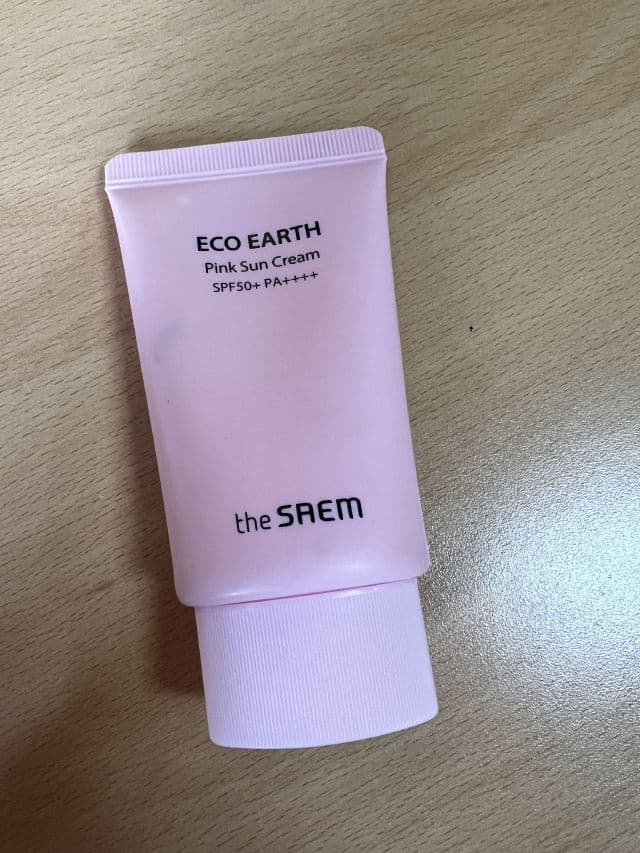 ECO EARTH
Pink Sun Cream
SPF50+ PA++++
the SAEM